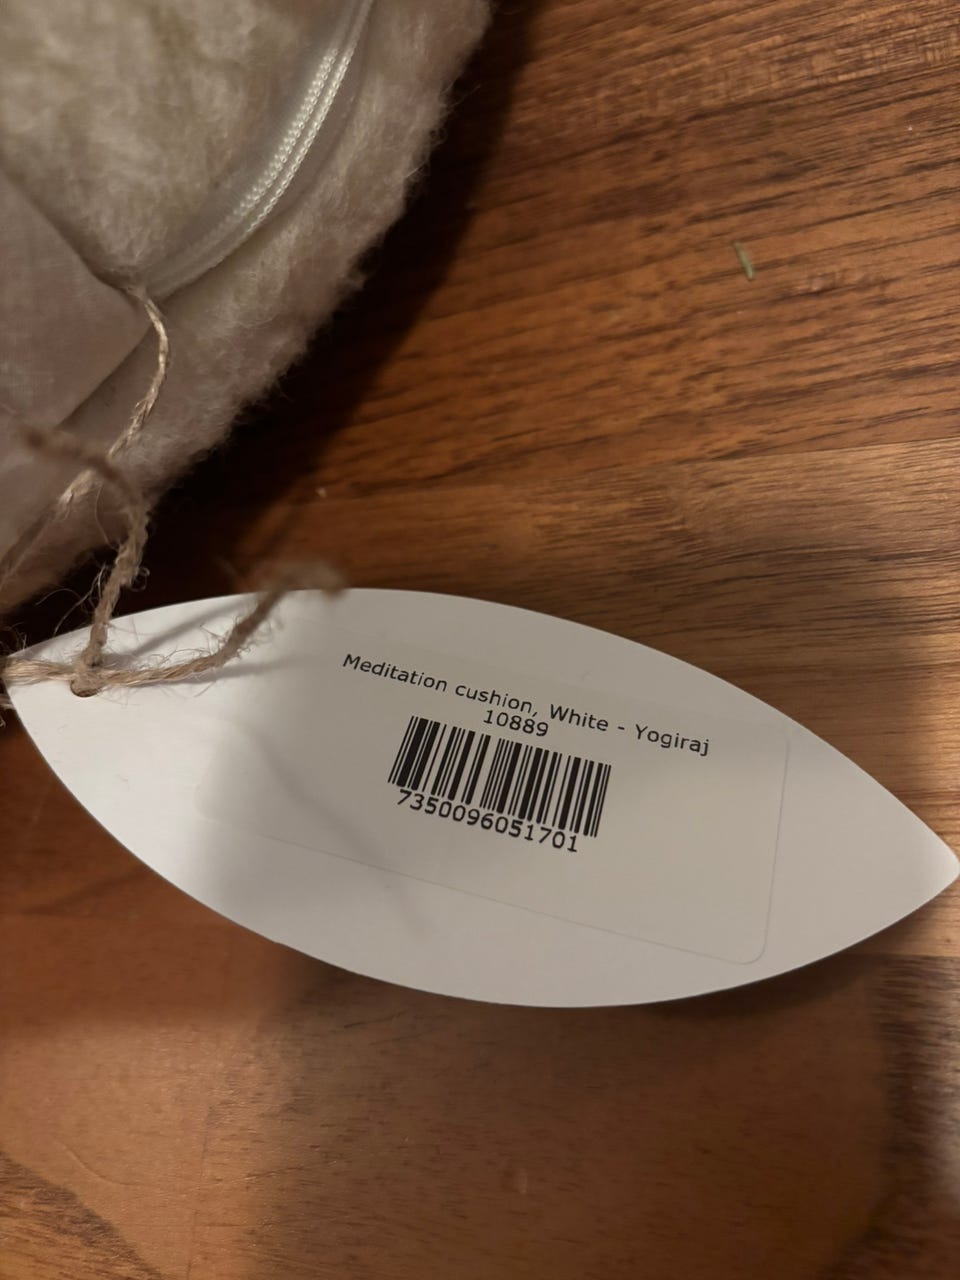 Meditation cushion, White - Yogiraj
10889
7350096051701